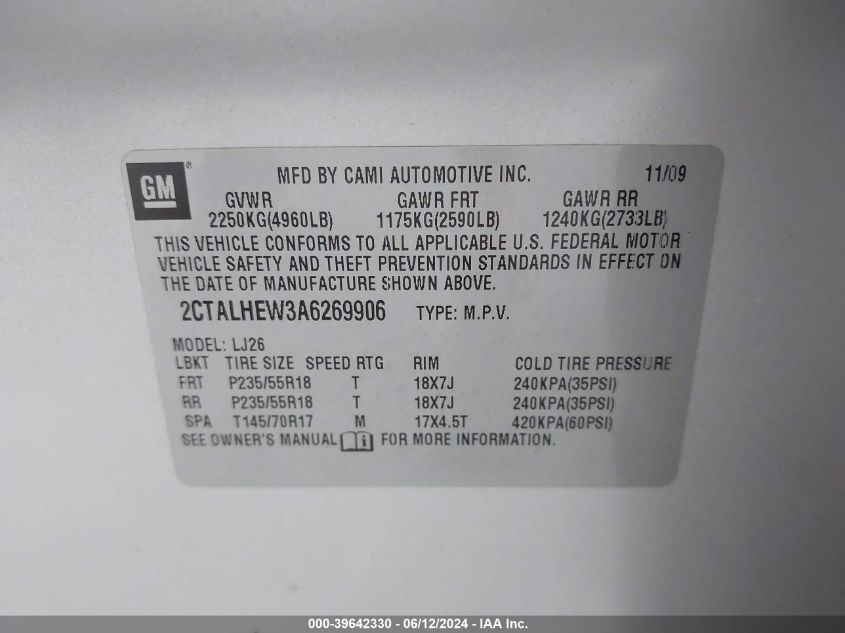 GM® MFD BY CAMI AUTOMOTIVE INC. 11/09
GVWR GAWR FRT GAWR RR
2250KG(4960LB) 1175KG(2590LB) 1240KG(2733LB)
THIS VEHICLE CONFORMS TO ALL APPLICABLE U.S. FEDERAL MOTOR
VEHICLE SAFETY AND THEFT PREVENTION STANDARDS IN EFFECT ON
THE DATE OF MANUFACTURE SHOWN ABOVE.
2CTALHEW3A6269906 TYPE: M.P.V.
MODEL: LJ26
LBKT TIRE SIZE SPEED RTG RIM COLD TIRE PRESSURE
FRT P235/55R18 T 18X7J 240KPA(35PSI)
RR P235/55R18 T 18X7J 240KPA(35PSI)
SPA T145/70R17 M 17X4.5T 420KPA(60PSI)
SEE OWNER'S MANUAL i FOR MORE INFORMATION.
000-39642330 - 06/12/2024 - IAA Inc.